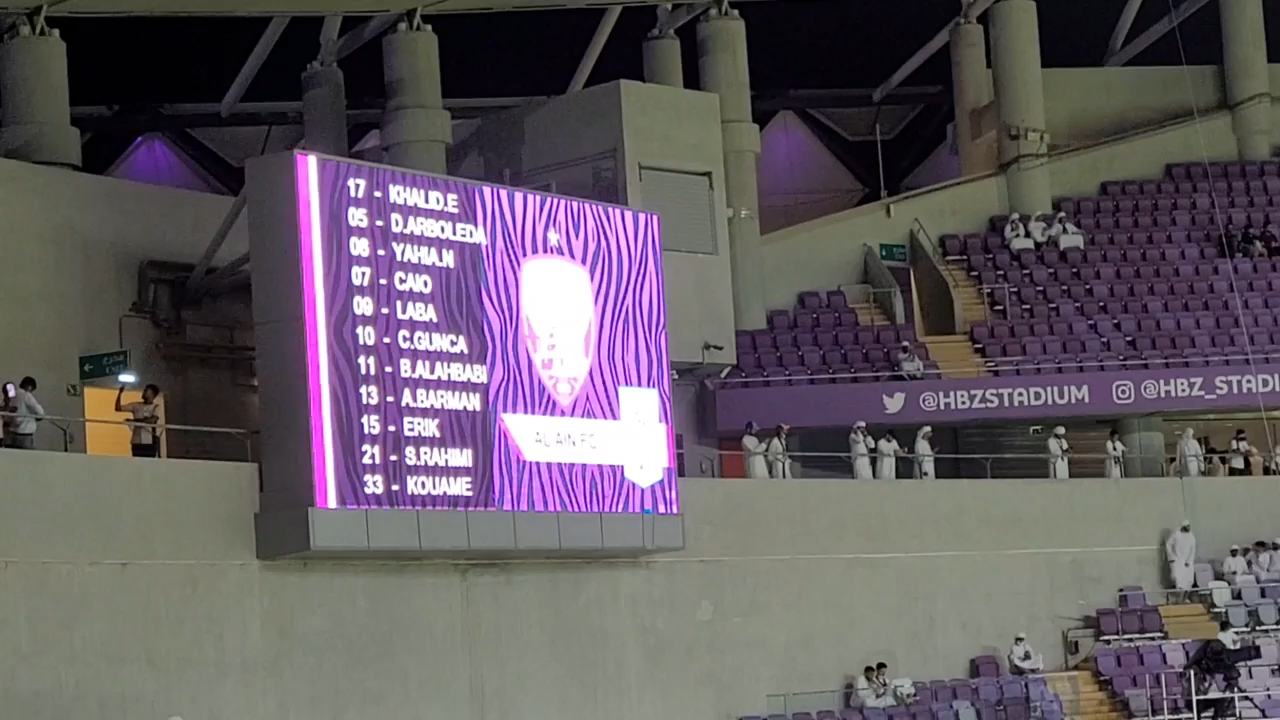 17 - KHALID.E
05 - D.ARBOLEDA
06 - YAHIA.N
07 - CAIO
09 - LABA
10 - C.GUNCA
11 - B.ALAHBABI
13 - A.BARMAN
15 - ERIK
21 - S.RAHIMI
33 - KOUAME
AL AIN FC
@HBZSTADIUM @HBZ_STADI